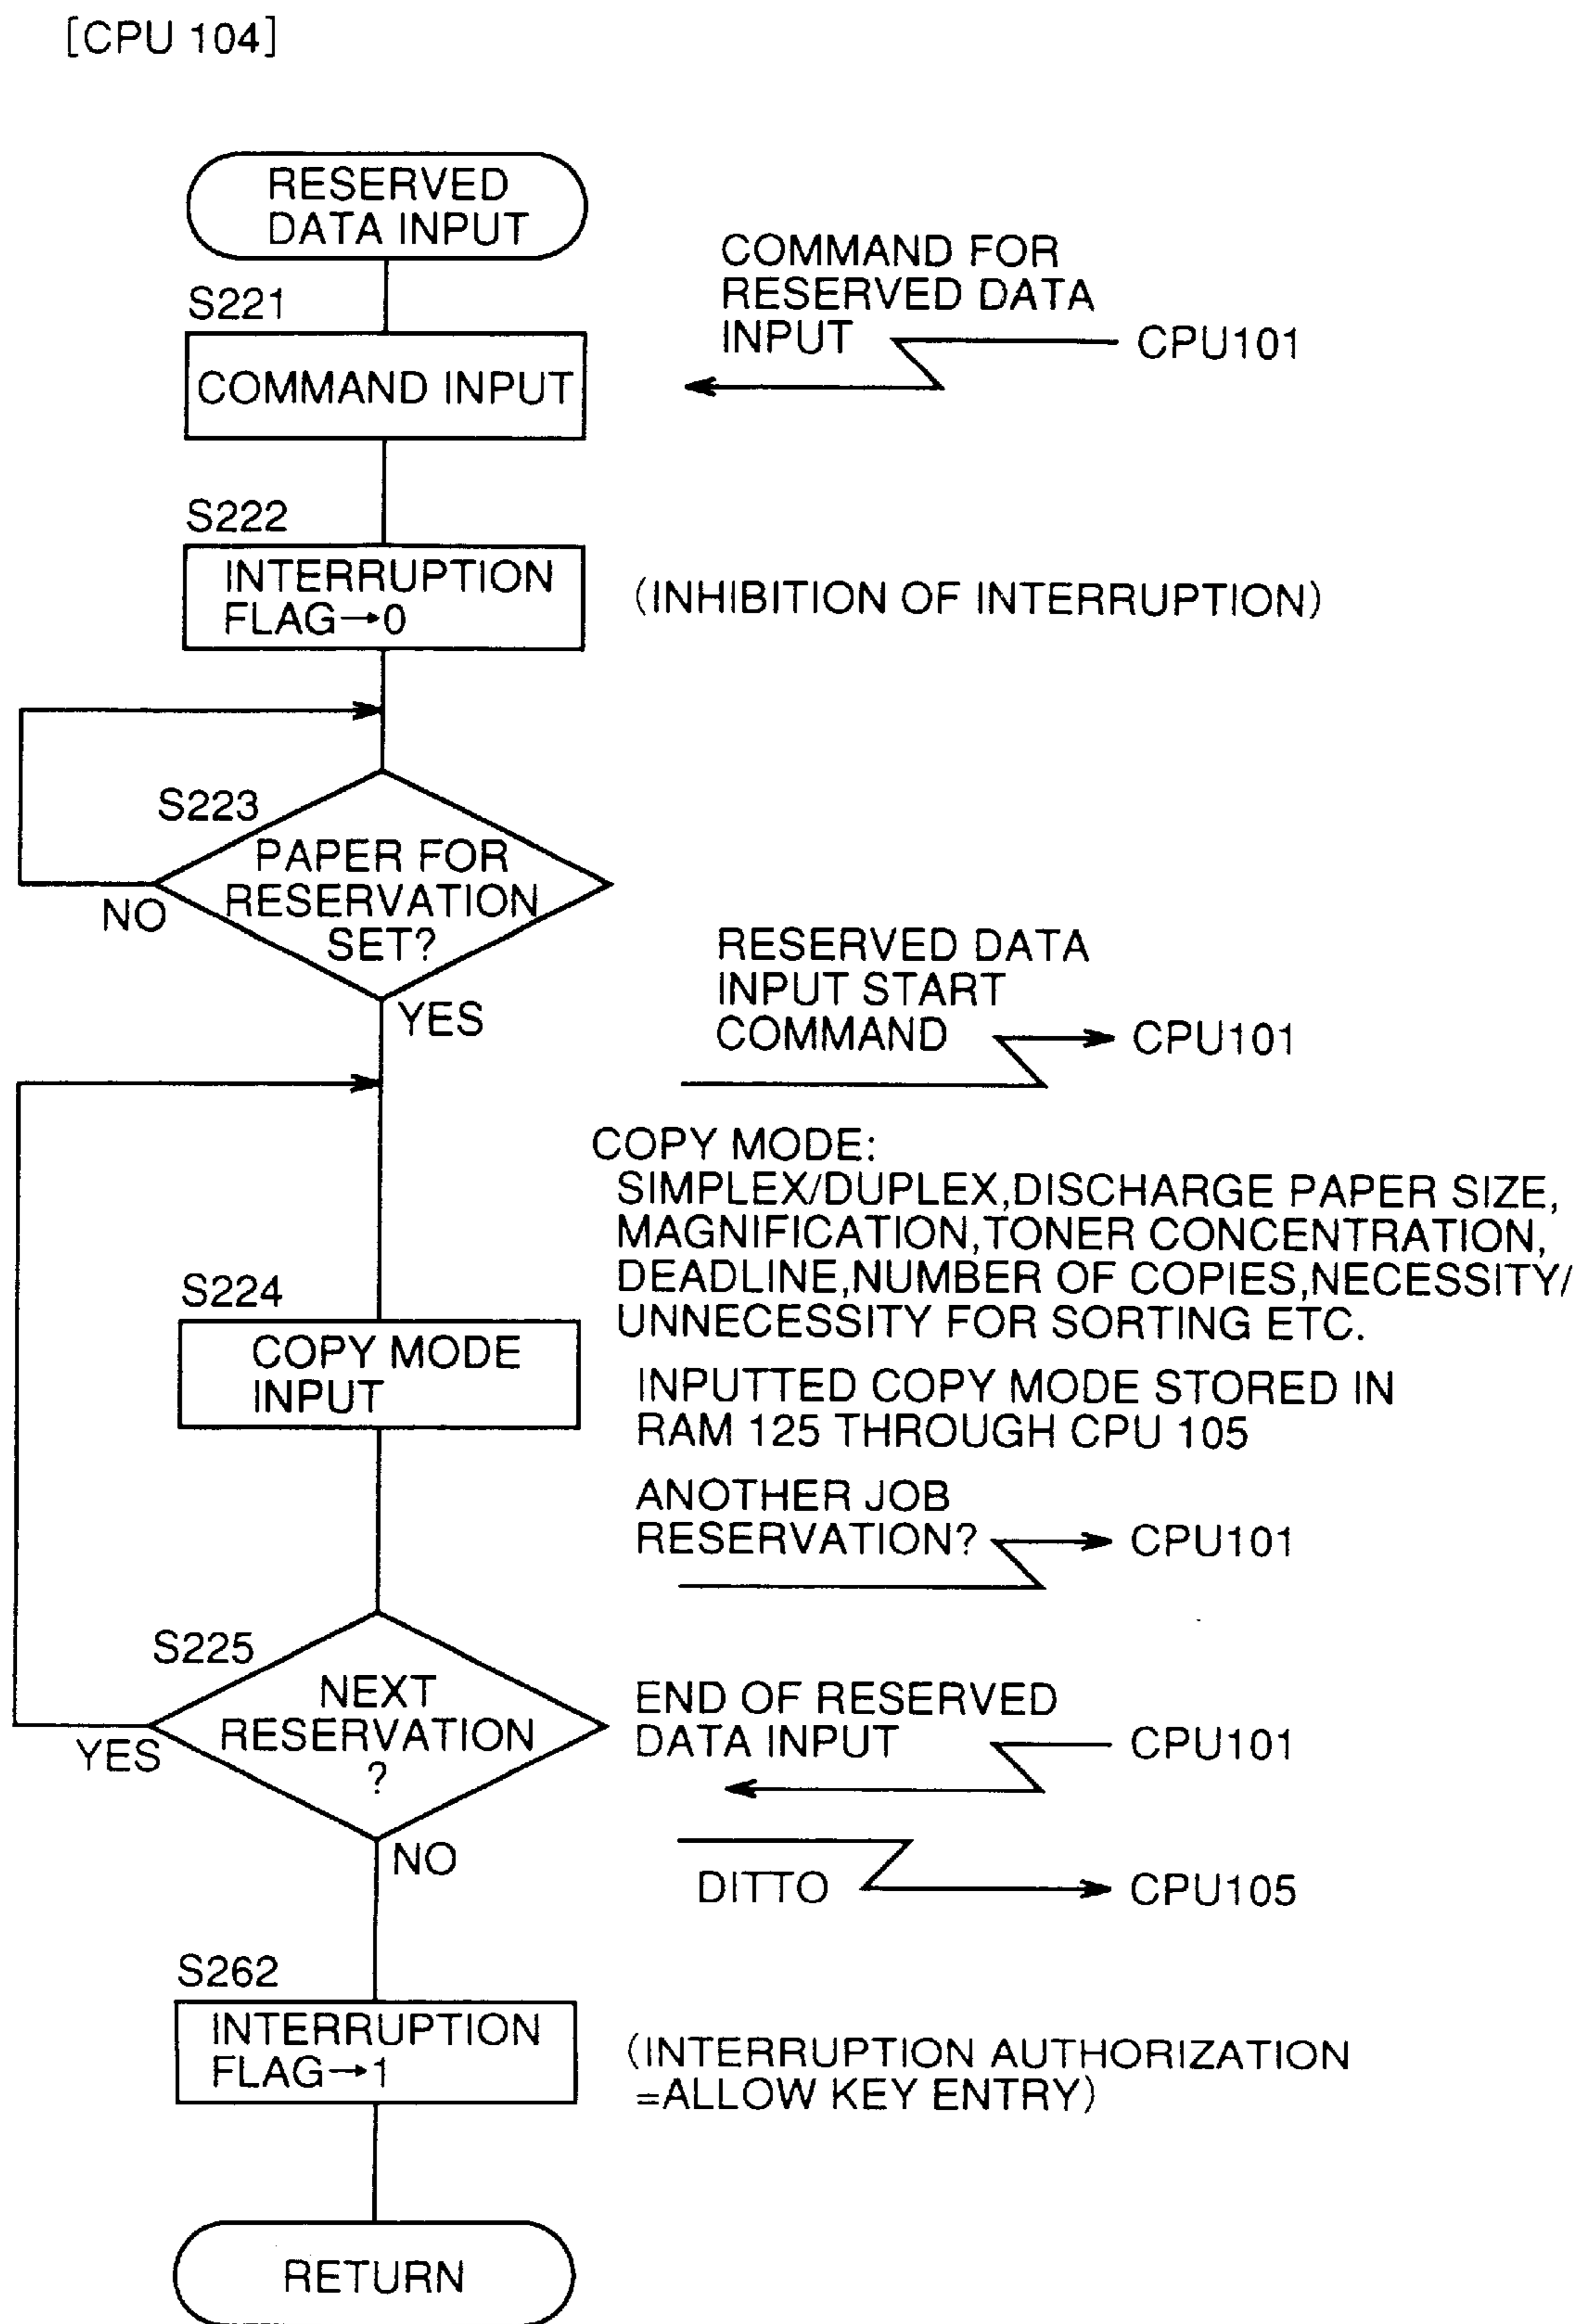 [CPU 104]
RESERVED
DATA INPUT
COMMAND FOR
RESERVED DATA
INPUT
CPU101
S221
COMMAND INPUT
S222
INTERRUPTION
FLAG→0
(INHIBITION OF INTERRUPTION)
S223
PAPER FOR
RESERVATION
SET?
NO
YES
RESERVED DATA
INPUT START
COMMAND
CPU101
COPY MODE:
SIMPLEX/DUPLEX,DISCHARGE PAPER SIZE,
MAGNIFICATION,TONER CONCENTRATION,
DEADLINE,NUMBER OF COPIES,NECESSITY/
UNNECESSITY FOR SORTING ETC.
S224
COPY MODE
INPUT
INPUTTED COPY MODE STORED IN
RAM 125 THROUGH CPU 105
ANOTHER JOB
RESERVATION?
CPU101
S225
NEXT
RESERVATION
?
YES
NO
END OF RESERVED
DATA INPUT
CPU101
DITTO
CPU105
S262
INTERRUPTION
FLAG→1
(INTERRUPTION AUTHORIZATION
=ALLOW KEY ENTRY)
RETURN